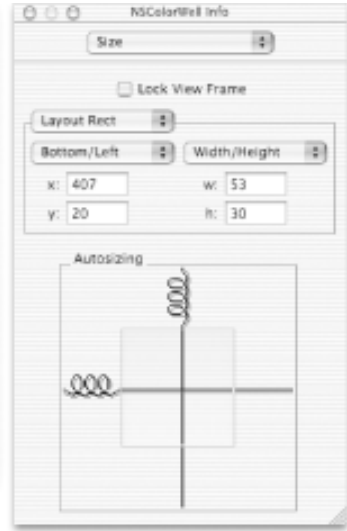 NSColorWell Info
Size
Lock View Frame
Layout Rect
Bottom/Left Width/Height
x: 407 w: 53
y: 20 h: 30
Autosizing